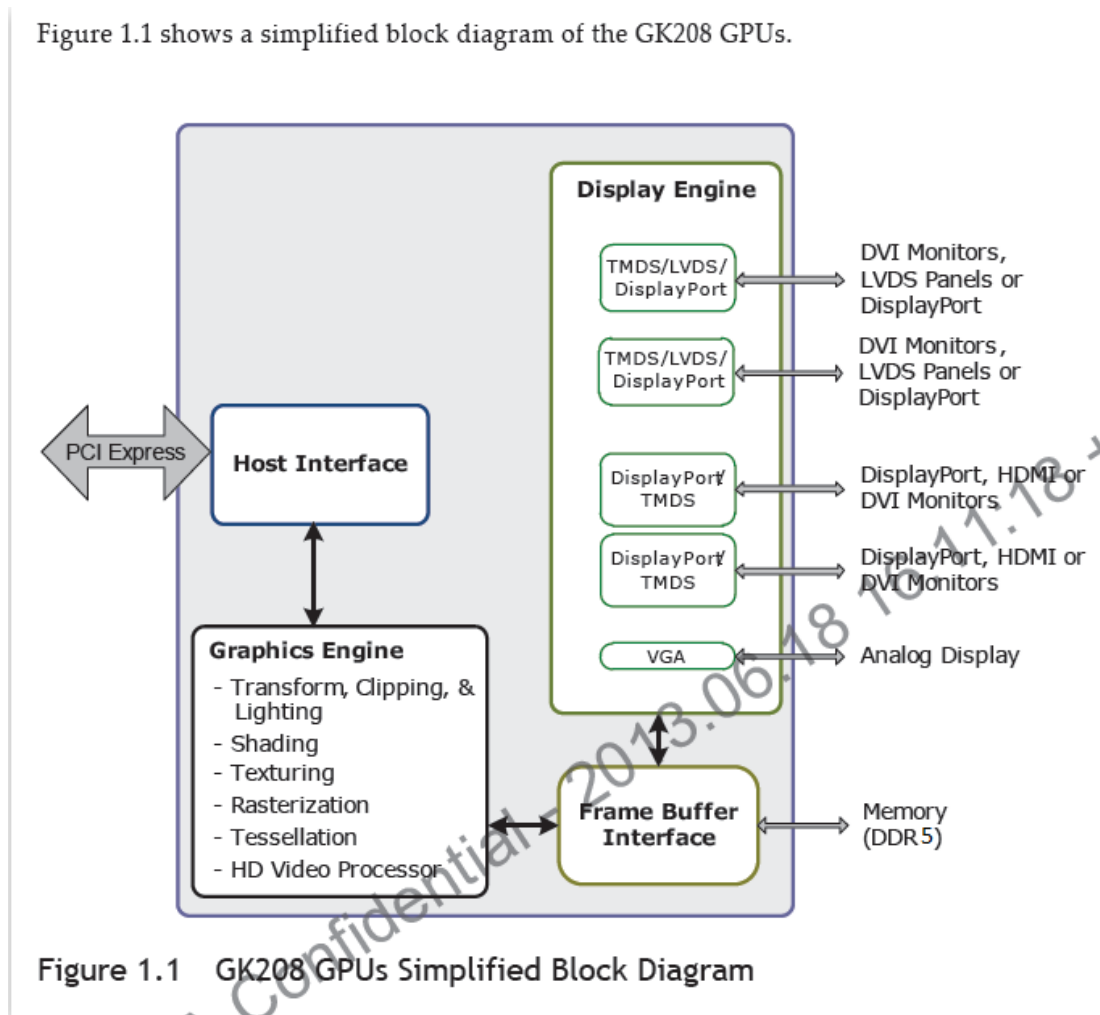 Figure 1.1 shows a simplified block diagram of the GK208 GPUs.
Display Engine
TMDS/LVDS/
DisplayPort
DVI Monitors,
LVDS Panels or
DisplayPort
TMDS/LVDS/
DisplayPort
DVI Monitors,
LVDS Panels or
DisplayPort
PCI Express
Host Interface
DisplayPort/
TMDS
DisplayPort, HDMI or
DVI Monitors
DisplayPort/
TMDS
DisplayPort, HDMI or
DVI Monitors
VGA
Analog Display
Graphics Engine
- Transform, Clipping, &
Lighting
- Shading
- Texturing
- Rasterization
- Tessellation
- HD Video Processor
Frame Buffer
Interface
Memory
(DDR5)
Confidential - 2013.06.18 16:11:18 +
Figure 1.1 GK208 GPUs Simplified Block Diagram